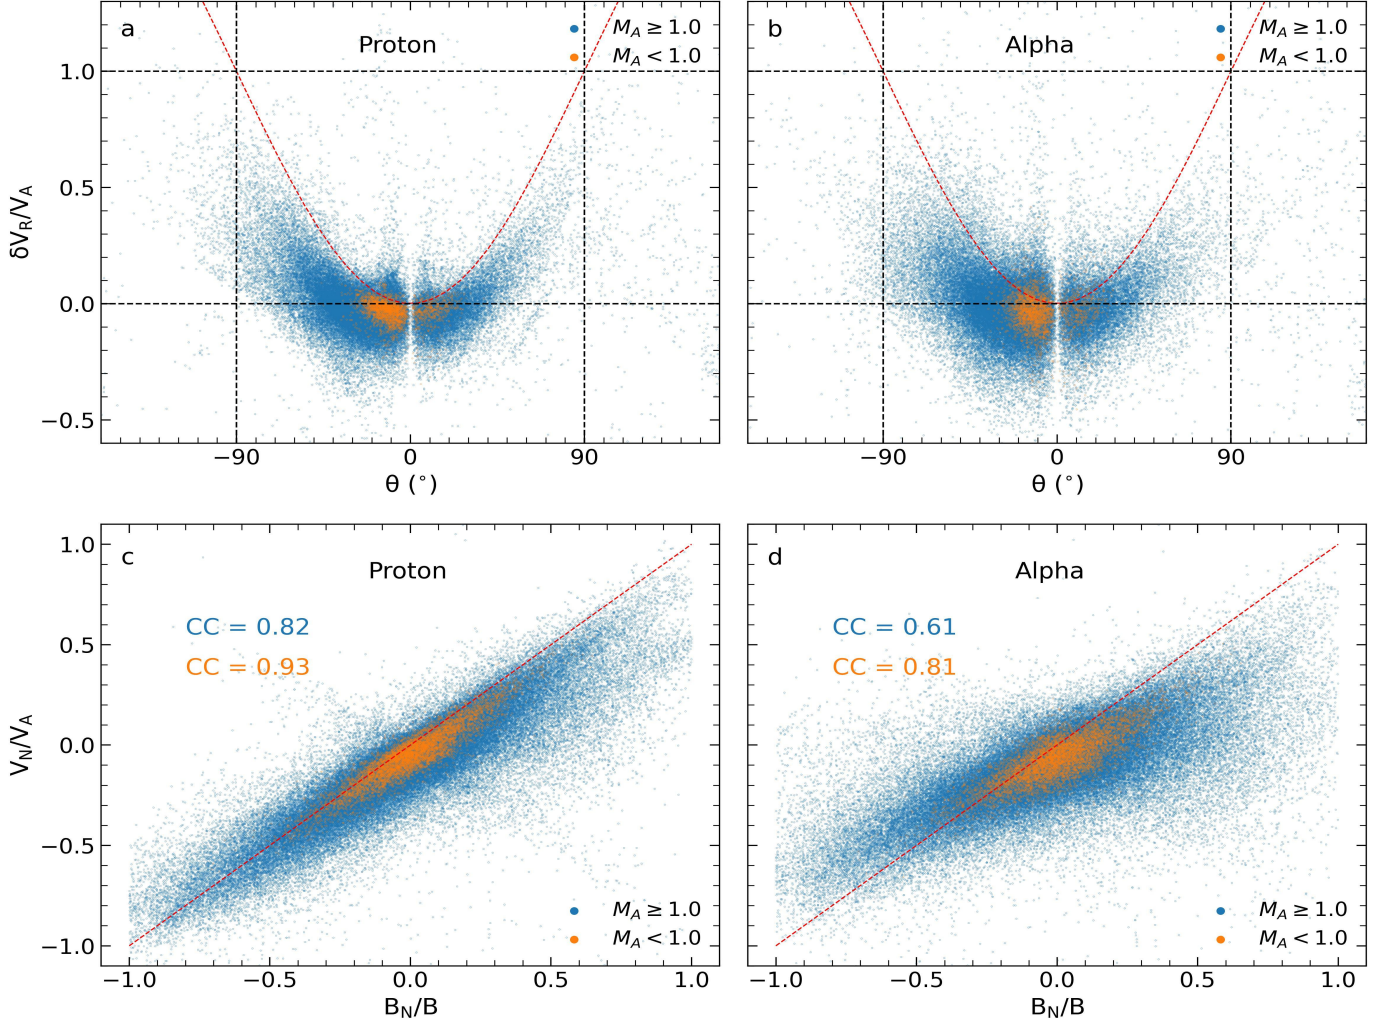 a
Proton
M_A ≥ 1.0
M_A < 1.0
1.0
0.5
0.0
−0.5
δV_R/V_A
−90
0
90
θ (°)
b
Alpha
M_A ≥ 1.0
M_A < 1.0
−90
0
90
θ (°)
c
Proton
CC = 0.82
CC = 0.93
M_A ≥ 1.0
M_A < 1.0
1.0
0.5
0.0
−0.5
−1.0
V_N/V_A
−1.0
−0.5
0.0
0.5
1.0
B_N/B
d
Alpha
CC = 0.61
CC = 0.81
M_A ≥ 1.0
M_A < 1.0
−1.0
−0.5
0.0
0.5
1.0
B_N/B